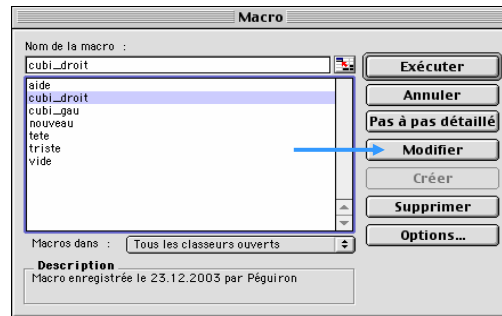 Macro
Nom de la macro :
cubi_droit
aide
cubi_droit
cubi_gau
nouveau
tete
triste
vide
Exécuter
Annuler
Pas à pas détaillé
Modifier
Créer
Supprimer
Options...
Macros dans : Tous les classeurs ouverts
Description
Macro enregistrée le 23.12.2003 par Péguiron